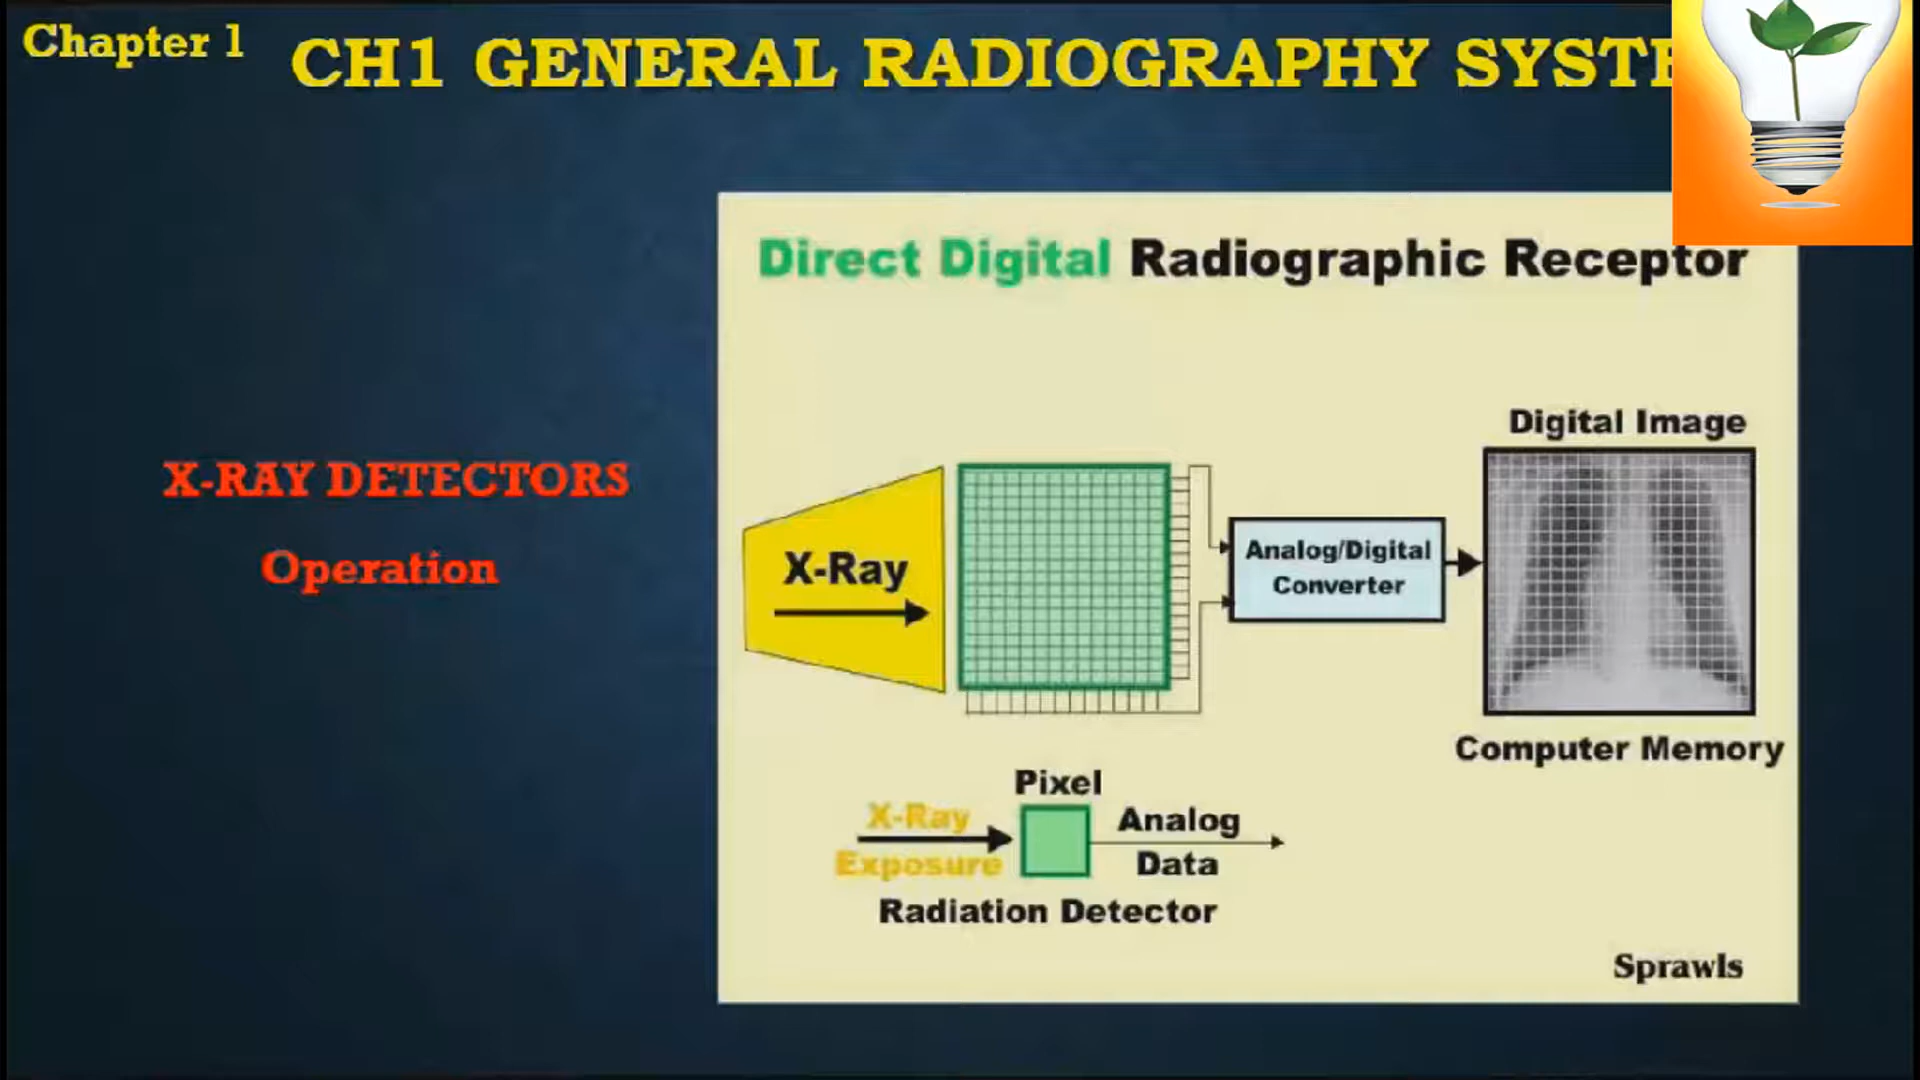 Chapter 1
CH1 GENERAL RADIOGRAPHY SYSTE
Direct Digital Radiographic Receptor
X-RAY DETECTORS
Operation
X-Ray
Analog/Digital
Converter
Digital Image
Computer Memory
Pixel
X-Ray
Exposure
Analog
Data
Radiation Detector
Sprawls